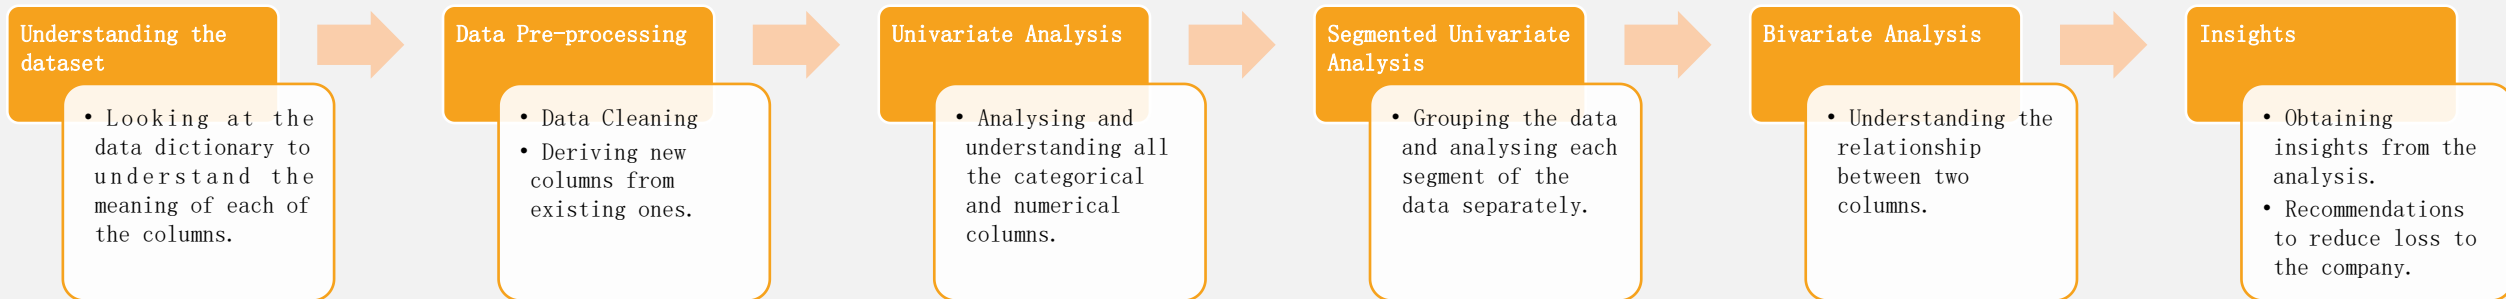 Understanding the
dataset
• Looking at the
data dictionary to
understand the
meaning of each of
the columns.
Data Pre-processing
• Data Cleaning
• Deriving new
columns from
existing ones.
Univariate Analysis
• Analysing and
understanding all
the categorical
and numerical
columns.
Segmented Univariate
Analysis
• Grouping the data
and analysing each
segment of the
data separately.
Bivariate Analysis
• Understanding the
relationship
between two
columns.
Insights
• Obtaining
insights from the
analysis.
• Recommendations
to reduce loss to
the company.